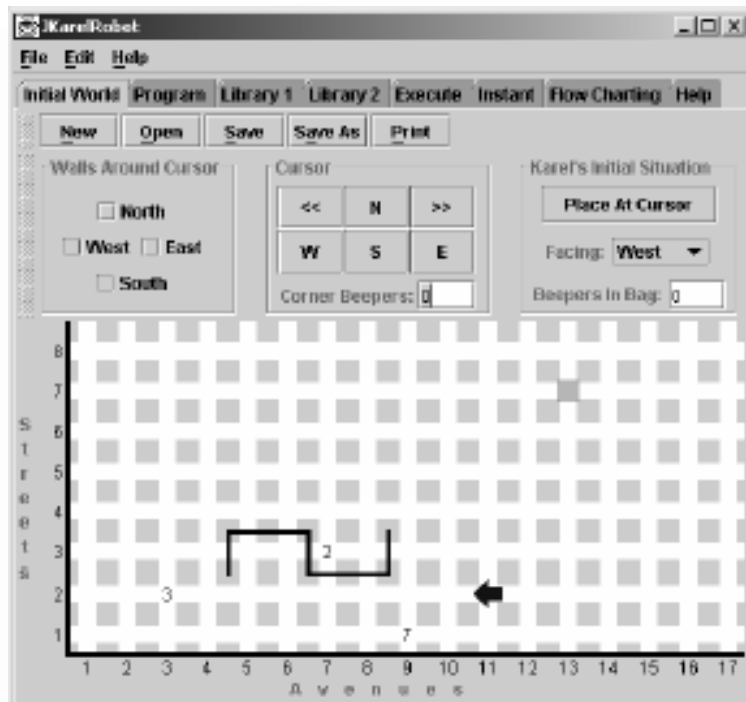 JKarelRobot
File Edit Help
Initial World Program Library 1 Library 2 Execute Instant Flow Charting Help
New Open Save Save As Print
Walls Around Cursor Cursor Karel's Initial Situation
North << N >> Place At Cursor
West East W S E Facing: West
South Corner Beepers: 0 Beepers In Bag: 0
8
7
6
5
4
3 2
2 3
1 7
Streets
1 2 3 4 5 6 7 8 9 10 11 12 13 14 15 16 17
Avenues